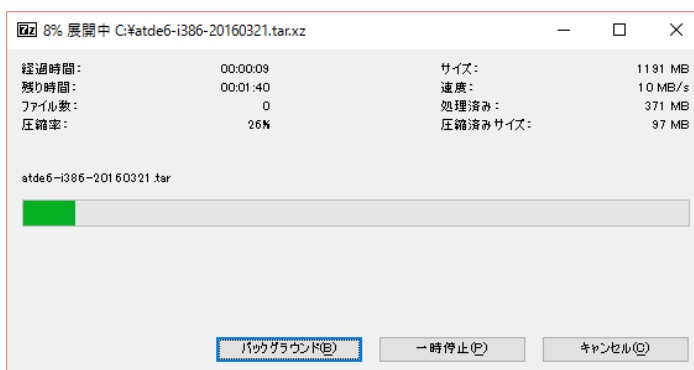 7z 8% 展開中 C:¥atde6-i386-20160321.tar.xz
経過時間: 00:00:09 サイズ: 1191 MB
残り時間: 00:01:40 速度: 10 MB/s
ファイル数: 0 処理済み: 371 MB
圧縮率: 26% 圧縮済みサイズ: 97 MB
atde6-i386-20160321.tar
バックグラウンド(B) 一時停止(P) キャンセル(C)